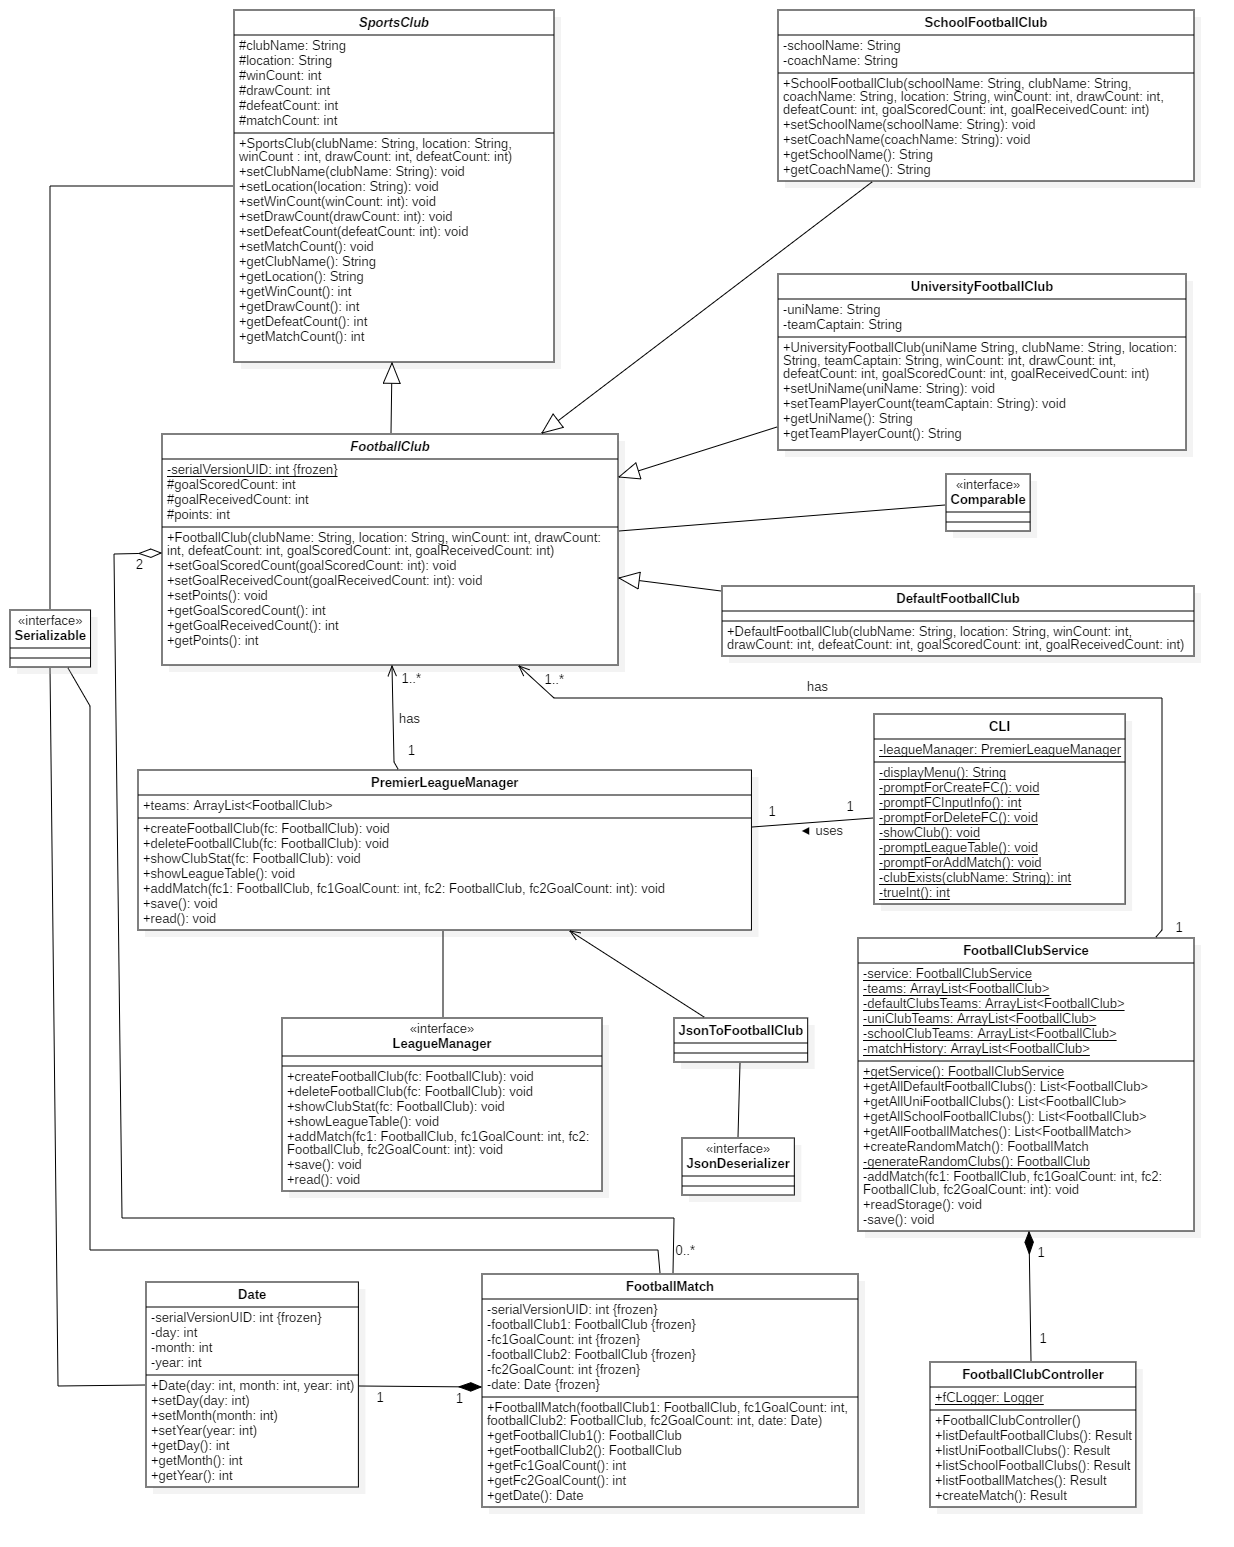 SportsClub
#clubName: String
#location: String
#winCount: int
#drawCount: int
#defeatCount: int
#matchCount: int
+SportsClub(clubName: String, location: String,
winCount : int, drawCount: int, defeatCount: int)
+setClubName(clubName: String): void
+setLocation(location: String): void
+setWinCount(winCount: int): void
+setDrawCount(drawCount: int): void
+setDefeatCount(defeatCount: int): void
+setMatchCount(): void
+getClubName(): String
+getLocation(): String
+getWinCount(): int
+getDrawCount(): int
+getDefeatCount(): int
+getMatchCount(): int
SchoolFootballClub
-schoolName: String
-coachName: String
+SchoolFootballClub(schoolName: String, clubName: String,
coachName: String, location: String, winCount: int, drawCount: int,
defeatCount: int, goalScoredCount: int, goalReceivedCount: int)
+setSchoolName(schoolName: String): void
+setCoachName(coachName: String): void
+getSchoolName(): String
+getCoachName(): String
UniversityFootballClub
-uniName: String
-teamCaptain: String
+UniversityFootballClub(uniName String, clubName: String, location:
String, teamCaptain: String, winCount: int, drawCount: int,
defeatCount: int, goalScoredCount: int, goalReceivedCount: int)
+setUniName(uniName: String): void
+setTeamPlayerCount(teamCaptain: String): void
+getUniName(): String
+getTeamPlayerCount(): String
FootballClub
-serialVersionUID: int {frozen}
#goalScoredCount: int
#goalReceivedCount: int
#points: int
+FootballClub(clubName: String, location: String, winCount: int, drawCount:
int, defeatCount: int, goalScoredCount: int, goalReceivedCount: int)
+setGoalScoredCount(goalScoredCount: int): void
+setGoalReceivedCount(goalReceivedCount: int): void
+setPoints(): void
+getGoalScoredCount(): int
+getGoalReceivedCount(): int
+getPoints(): int
«interface»
Comparable
2
«interface»
Serializable
DefaultFootballClub
+DefaultFootballClub(clubName: String, location: String, winCount: int,
drawCount: int, defeatCount: int, goalScoredCount: int, goalReceivedCount: int)
1..*
1..*
has
has
1
CLI
-leagueManager: PremierLeagueManager
-displayMenu(): String
-promptForCreateFC(): void
-promptFCInputInfo(): int
-promptForDeleteFC(): void
-showClub(): void
-promptLeagueTable(): void
-promptForAddMatch(): void
-clubExists(clubName: String): int
-trueInt(): int
PremierLeagueManager
+teams: ArrayList<FootballClub>
+createFootballClub(fc: FootballClub): void
+deleteFootballClub(fc: FootballClub): void
+showClubStat(fc: FootballClub): void
+showLeagueTable(): void
+addMatch(fc1: FootballClub, fc1GoalCount: int, fc2: FootballClub, fc2GoalCount: int): void
+save(): void
+read(): void
1
1
◄ uses
1
FootballClubService
-service: FootballClubService
-teams: ArrayList<FootballClub>
-defaultClubsTeams: ArrayList<FootballClub>
-uniClubTeams: ArrayList<FootballClub>
-schoolClubTeams: ArrayList<FootballClub>
-matchHistory: ArrayList<FootballClub>
+getService(): FootballClubService
+getAllDefaultFootballClubs(): List<FootballClub>
+getAllUniFootballClubs(): List<FootballClub>
+getAllSchoolFootballClubs(): List<FootballClub>
+getAllFootballMatches(): List<FootballMatch>
+createRandomMatch(): FootballMatch
-generateRandomClubs(): FootballClub
-addMatch(fc1: FootballClub, fc1GoalCount: int, fc2:
FootballClub, fc2GoalCount: int): void
+readStorage(): void
-save(): void
«interface»
LeagueManager
+createFootballClub(fc: FootballClub): void
+deleteFootballClub(fc: FootballClub): void
+showClubStat(fc: FootballClub): void
+showLeagueTable(): void
+addMatch(fc1: FootballClub, fc1GoalCount: int, fc2:
FootballClub, fc2GoalCount: int): void
+save(): void
+read(): void
JsonToFootballClub
«interface»
JsonDeserializer
0..*
1
1
Date
-serialVersionUID: int {frozen}
-day: int
-month: int
-year: int
+Date(day: int, month: int, year: int)
+setDay(day: int)
+setMonth(month: int)
+setYear(year: int)
+getDay(): int
+getMonth(): int
+getYear(): int
1
1
FootballMatch
-serialVersionUID: int {frozen}
-footballClub1: FootballClub {frozen}
-fc1GoalCount: int {frozen}
-footballClub2: FootballClub {frozen}
-fc2GoalCount: int {frozen}
-date: Date {frozen}
+FootballMatch(footballClub1: FootballClub, fc1GoalCount: int,
footballClub2: FootballClub, fc2GoalCount: int, date: Date)
+getFootballClub1(): FootballClub
+getFootballClub2(): FootballClub
+getFc1GoalCount(): int
+getFc2GoalCount(): int
+getDate(): Date
FootballClubController
+fCLogger: Logger
+FootballClubController()
+listDefaultFootballClubs(): Result
+listUniFootballClubs(): Result
+listSchoolFootballClubs(): Result
+listFootballMatches(): Result
+createMatch(): Result